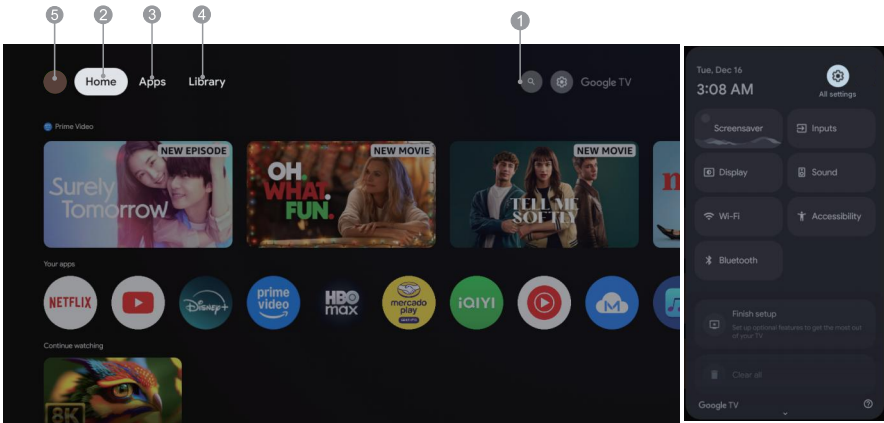 5 2 3 4 1
Home Apps Library Google TV
Prime Video
NEW EPISODE
Surely
Tomorrow
NEW MOVIE
OH.
WHAT.
FUN.
NEW MOVIE
TELL ME
SOFTLY
Your apps
NETFLIX
Disney+
prime
video
HBO
max
mercado
play
iQIYI
Continue watching
8K
Tue, Dec 16
3:08 AM
All settings
Screensaver Inputs
Display Sound
Wi-Fi Accessibility
Bluetooth
Finish setup
Set up optional features to get the most out
of your TV
Clear all
Google TV